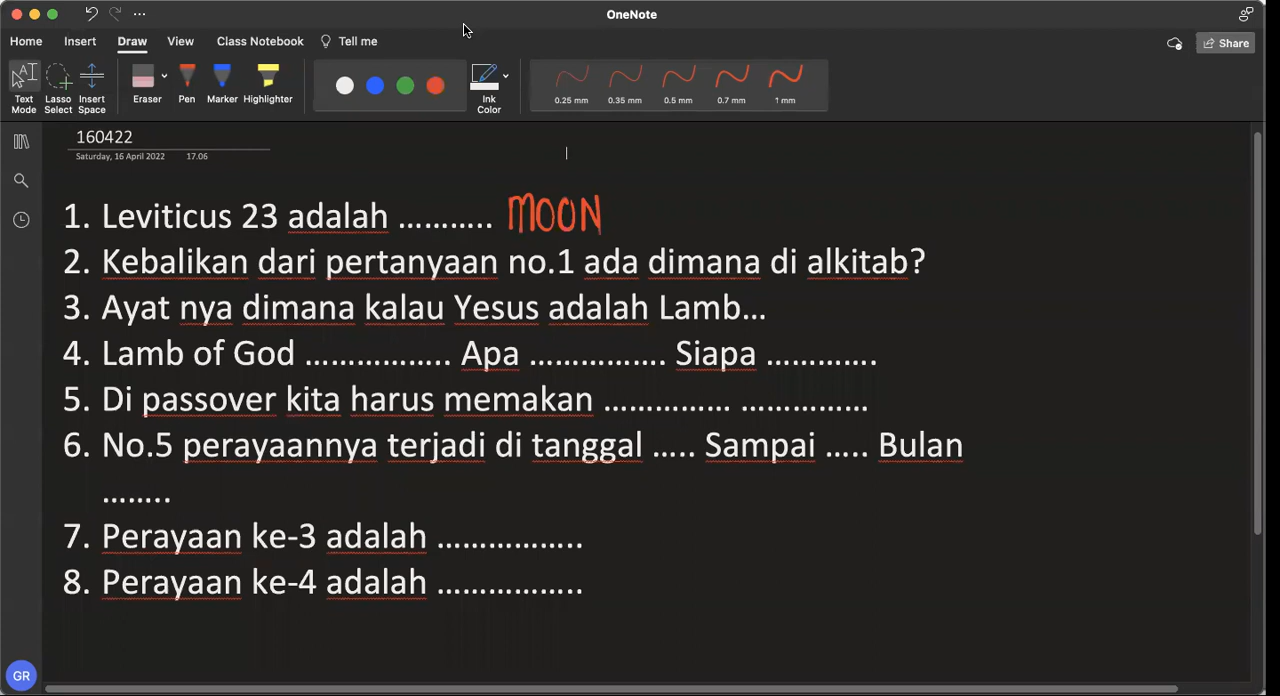 OneNote
Home Insert Draw View Class Notebook Tell me Share
Text Mode Lasso Select Insert Space Eraser Pen Marker Highlighter Ink Color 0.25 mm 0.35 mm 0.5 mm 0.7 mm 1 mm
160422
Saturday, 16 April 2022 17.06
1. Leviticus 23 adalah ……….. MOON
2. Kebalikan dari pertanyaan no.1 ada dimana di alkitab?
3. Ayat nya dimana kalau Yesus adalah Lamb…
4. Lamb of God …………….. Apa ……………. Siapa ………….
5. Di passover kita harus memakan …………… ……………
6. No.5 perayaannya terjadi di tanggal ….. Sampai ….. Bulan
……..
7. Perayaan ke-3 adalah ……………..
8. Perayaan ke-4 adalah ……………..
GR